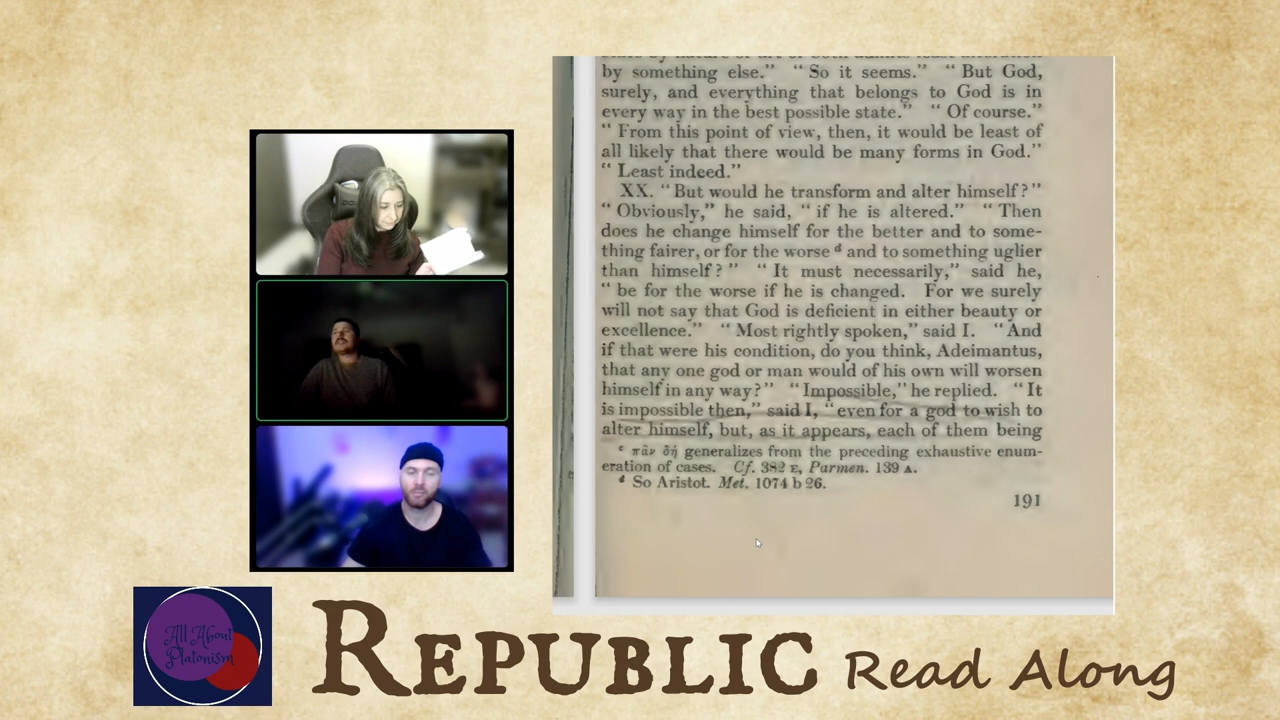 by something else.” “ So it seems.” “ But God,
surely, and everything that belongs to God is in
every way in the best possible state.” “ Of course.”
“ From this point of view, then, it would be least of
all likely that there would be many forms in God.”
“ Least indeed.”
XX. “ But would he transform and alter himself ? ”
“ Obviously,” he said, “ if he is altered.” “ Then
does he change himself for the better and to some-
thing fairer, or for the worse ᵈ and to something uglier
than himself ? ” “ It must necessarily,” said he,
“ be for the worse if he is changed. For we surely
will not say that God is deficient in either beauty or
excellence.” “ Most rightly spoken,” said I. “ And
if that were his condition, do you think, Adeimantus,
that any one god or man would of his own will worsen
himself in any way?” “ Impossible,” he replied. “ It
is impossible then,” said I, “ even for a god to wish to
alter himself, but, as it appears, each of them being
ᶜ πᾶν δή generalizes from the preceding exhaustive enum-
eration of cases. Cf. 382 E, Parmen. 139 A.
ᵈ So Aristot. Met. 1074 b 26.
191
All About
Platonism
REPUBLIC Read Along